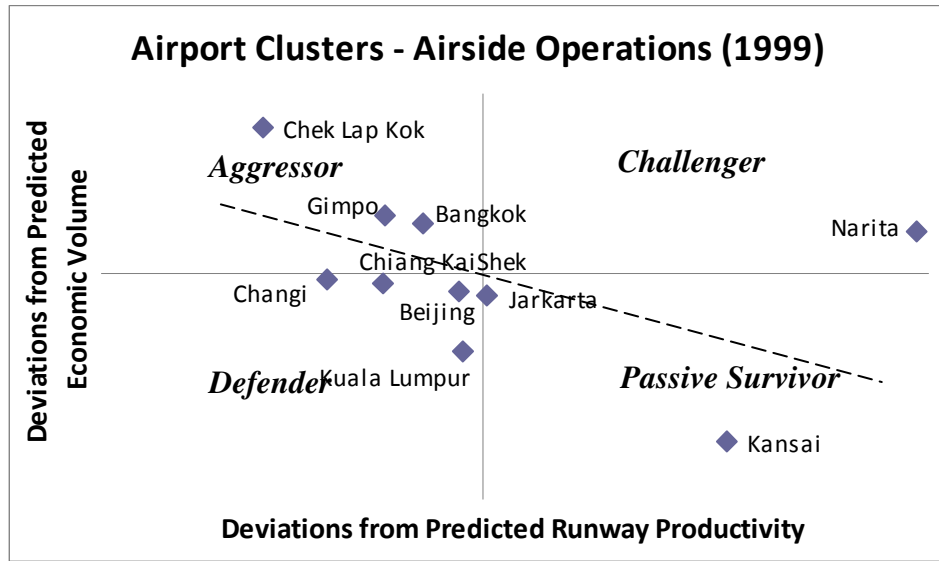 Airport Clusters - Airside Operations (1999)
Deviations from Predicted
Economic Volume
Chek Lap Kok
Aggressor
Challenger
Gimpo
Bangkok
Narita
Chiang KaiShek
Changi
Beijing
Jarkarta
Defender
Kuala Lumpur
Passive Survivor
Kansai
Deviations from Predicted Runway Productivity